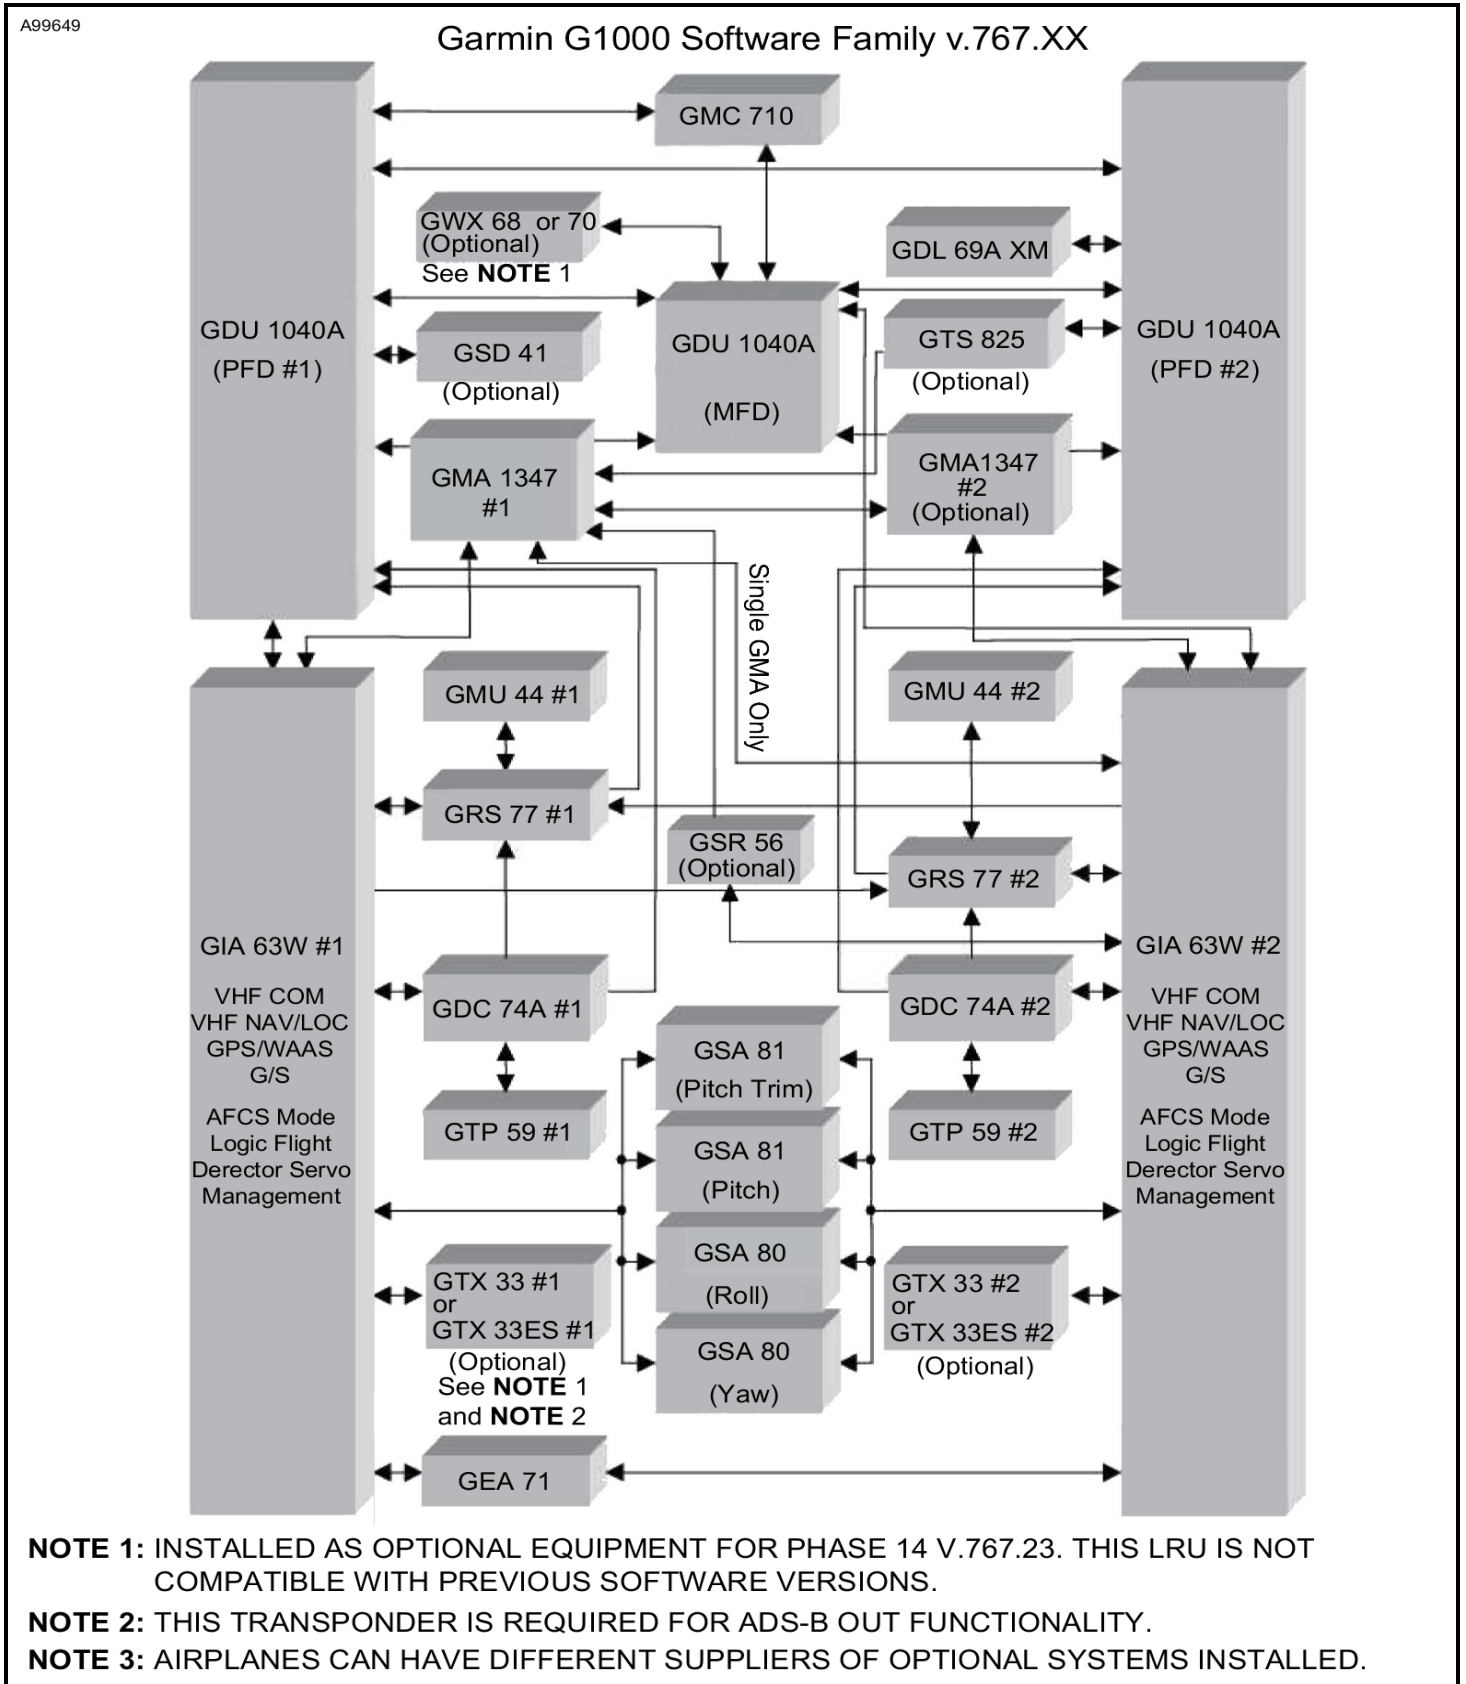 A99649
Garmin G1000 Software Family v.767.XX
GMC 710
GWX 68 or 70
(Optional)
See NOTE 1
GDL 69A XM
GDU 1040A
(PFD #1)
GSD 41
(Optional)
GDU 1040A
(MFD)
GTS 825
(Optional)
GDU 1040A
(PFD #2)
GMA 1347
#1
GMA1347
#2
(Optional)
Single GMA Only
GMU 44 #1
GMU 44 #2
GRS 77 #1
GSR 56
(Optional)
GRS 77 #2
GIA 63W #1
VHF COM
VHF NAV/LOC
GPS/WAAS
G/S
AFCS Mode
Logic Flight
Derector Servo
Management
GIA 63W #2
VHF COM
VHF NAV/LOC
GPS/WAAS
G/S
AFCS Mode
Logic Flight
Derector Servo
Management
GDC 74A #1
GDC 74A #2
GTP 59 #1
GTP 59 #2
GSA 81
(Pitch Trim)
GSA 81
(Pitch)
GSA 80
(Roll)
GSA 80
(Yaw)
GTX 33 #1
or
GTX 33ES #1
(Optional)
See NOTE 1
and NOTE 2
GTX 33 #2
or
GTX 33ES #2
(Optional)
GEA 71
NOTE 1: INSTALLED AS OPTIONAL EQUIPMENT FOR PHASE 14 V.767.23. THIS LRU IS NOT
COMPATIBLE WITH PREVIOUS SOFTWARE VERSIONS.
NOTE 2: THIS TRANSPONDER IS REQUIRED FOR ADS-B OUT FUNCTIONALITY.
NOTE 3: AIRPLANES CAN HAVE DIFFERENT SUPPLIERS OF OPTIONAL SYSTEMS INSTALLED.